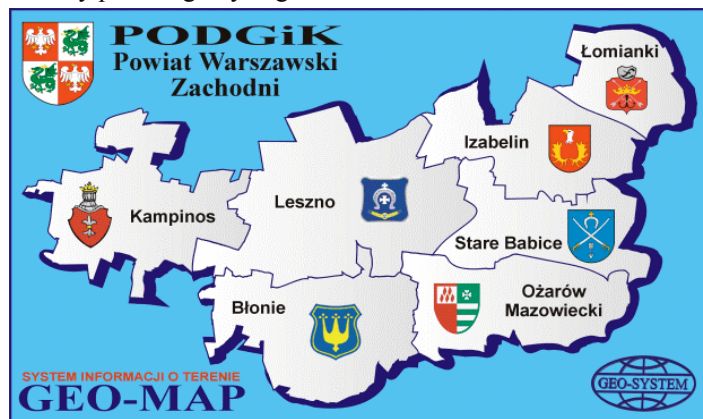 PODGiK
Powiat Warszawski
Zachodni
Łomianki
Izabelin
Leszno
Kampinos
Stare Babice
Błonie
Ożarów
Mazowiecki
SYSTEM INFORMACJI O TERENIE
GEO-MAP
GEO-SYSTEM